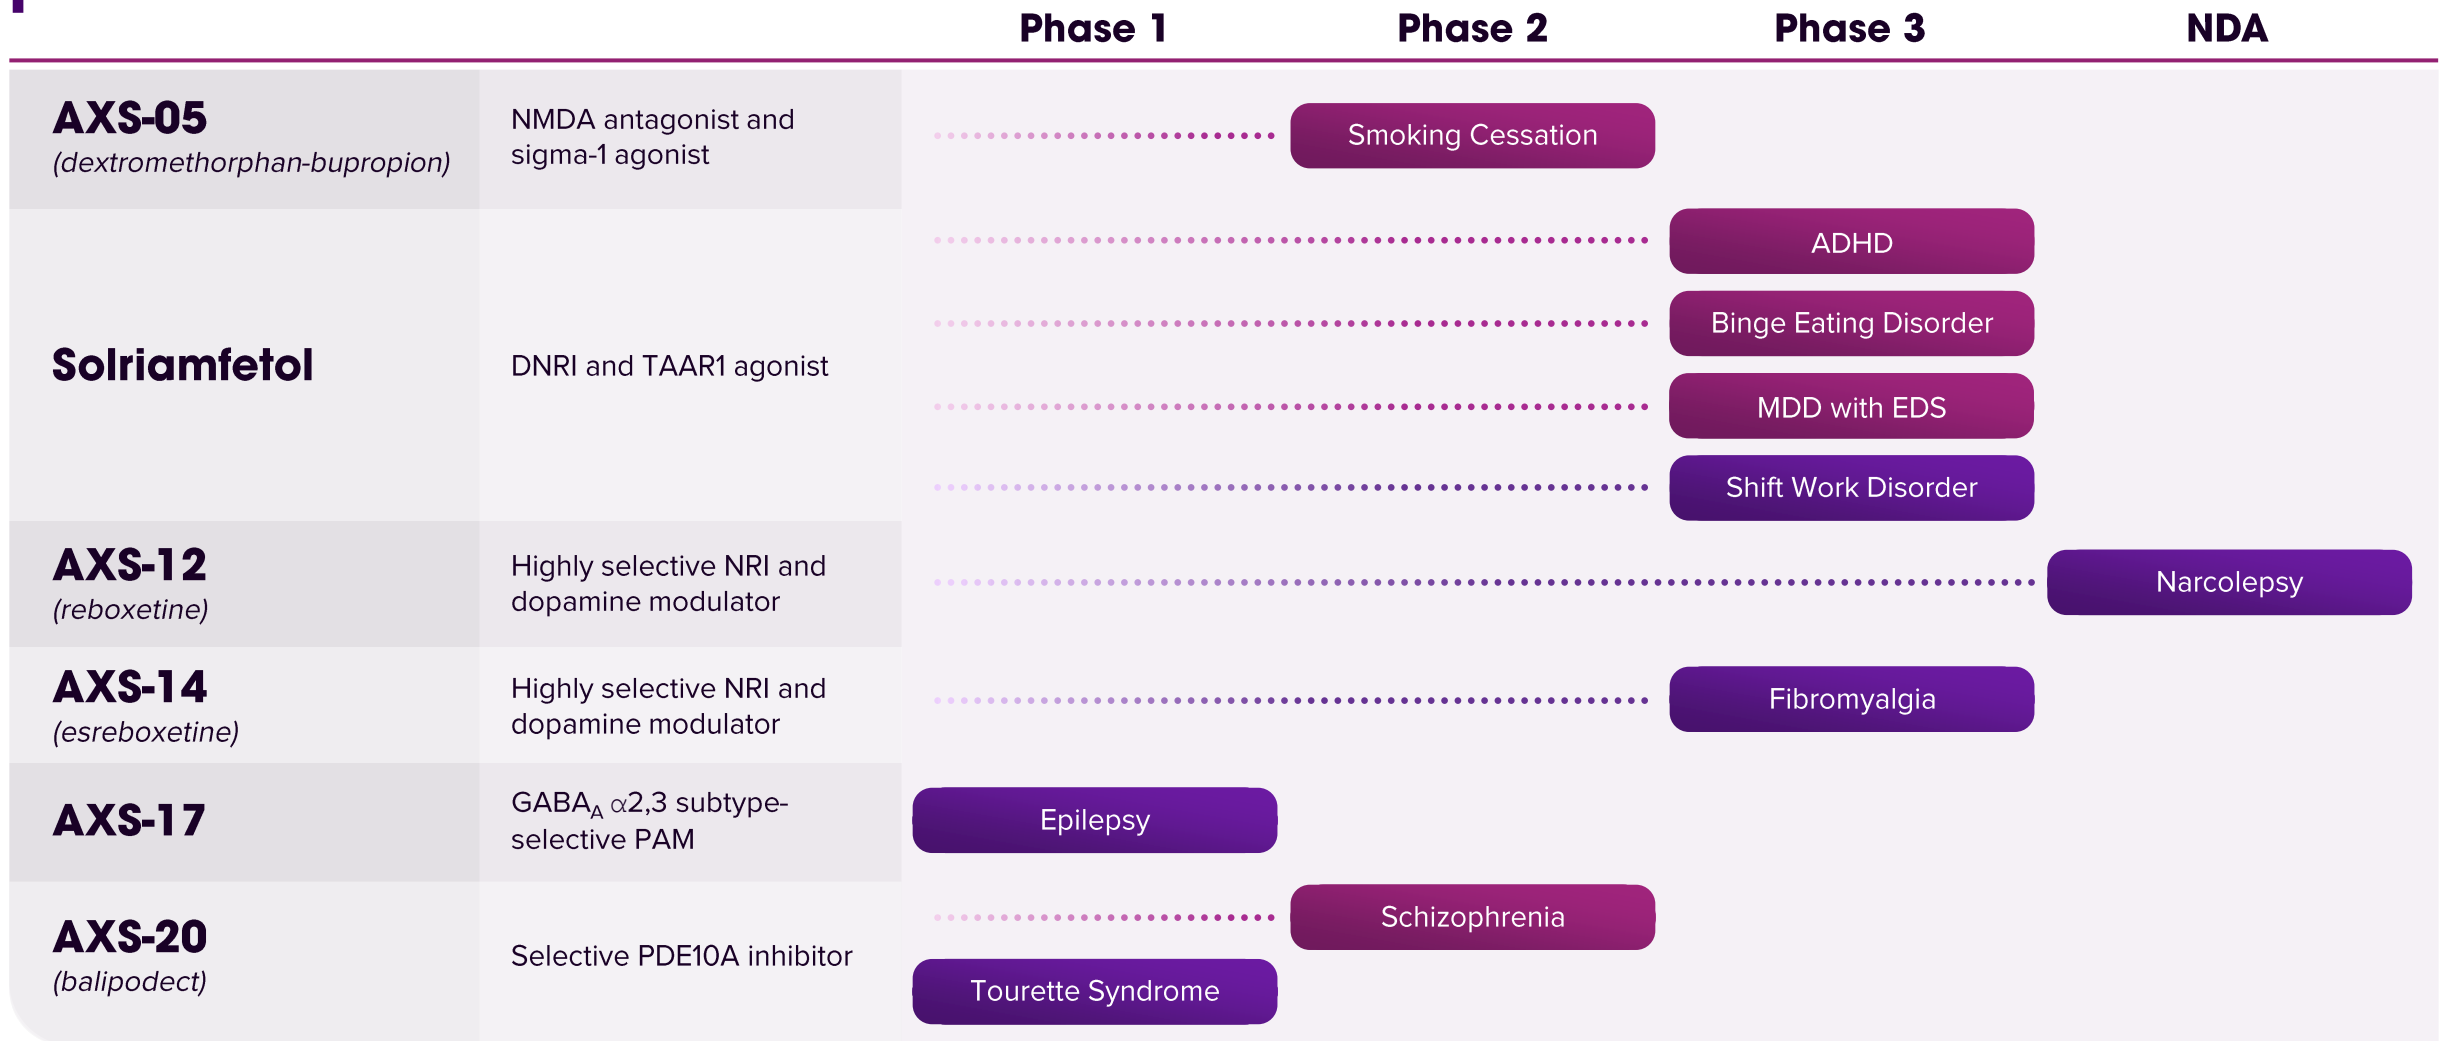 Phase 1 Phase 2 Phase 3 NDA
AXS-05
(dextromethorphan-bupropion)
NMDA antagonist and
sigma-1 agonist
Smoking Cessation
Solriamfetol
DNRI and TAAR1 agonist
ADHD
Binge Eating Disorder
MDD with EDS
Shift Work Disorder
AXS-12
(reboxetine)
Highly selective NRI and
dopamine modulator
Narcolepsy
AXS-14
(esreboxetine)
Highly selective NRI and
dopamine modulator
Fibromyalgia
AXS-17
GABAA α2,3 subtype-
selective PAM
Epilepsy
AXS-20
(balipodect)
Selective PDE10A inhibitor
Schizophrenia
Tourette Syndrome